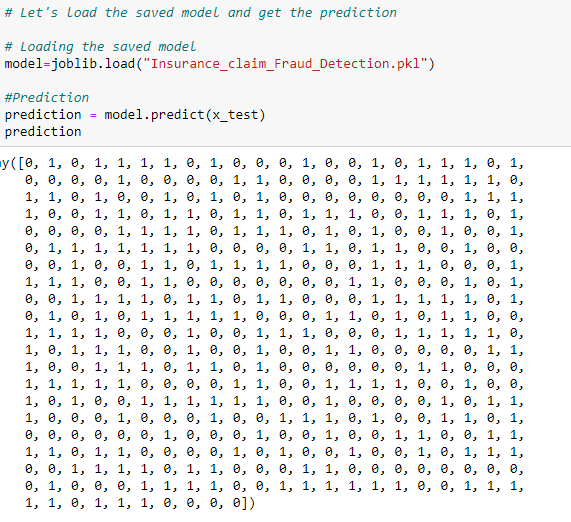 # Let's load the saved model and get the prediction
# Loading the saved model
model=joblib.load("Insurance_claim_Fraud_Detection.pkl")
#Prediction
prediction = model.predict(x_test)
prediction
ay([0, 1, 0, 1, 1, 1, 1, 0, 1, 0, 0, 0, 1, 0, 0, 1, 0, 1, 1, 1, 0, 1,
0, 0, 0, 0, 1, 0, 0, 0, 0, 1, 1, 0, 0, 0, 0, 1, 1, 1, 1, 1, 1, 0,
1, 1, 0, 1, 0, 0, 1, 0, 1, 0, 1, 0, 0, 0, 0, 0, 0, 0, 0, 1, 1, 1,
1, 0, 0, 1, 1, 0, 1, 1, 0, 1, 1, 0, 1, 1, 1, 0, 0, 1, 1, 1, 0, 1,
0, 0, 0, 0, 1, 1, 1, 1, 0, 1, 1, 1, 0, 1, 0, 1, 0, 0, 1, 0, 0, 1,
0, 1, 1, 1, 1, 1, 1, 1, 0, 0, 0, 0, 1, 1, 0, 1, 1, 0, 0, 1, 0, 0,
0, 0, 1, 0, 0, 1, 1, 0, 1, 1, 1, 1, 0, 0, 0, 1, 1, 1, 0, 0, 0, 1,
1, 1, 1, 0, 0, 1, 1, 0, 0, 0, 0, 0, 0, 0, 1, 1, 0, 0, 0, 1, 0, 1,
0, 0, 1, 1, 1, 1, 0, 1, 1, 0, 1, 1, 0, 0, 0, 1, 1, 1, 1, 1, 0, 1,
0, 1, 0, 1, 0, 1, 1, 1, 1, 1, 0, 0, 0, 1, 1, 0, 1, 0, 1, 1, 0, 0,
1, 1, 1, 1, 0, 0, 0, 1, 0, 0, 1, 1, 1, 0, 0, 0, 1, 1, 1, 1, 1, 0,
1, 0, 1, 1, 1, 0, 0, 1, 0, 0, 1, 0, 0, 1, 1, 0, 0, 0, 0, 0, 1, 1,
1, 0, 0, 1, 1, 1, 0, 1, 1, 0, 1, 0, 0, 0, 0, 0, 0, 1, 1, 0, 0, 0,
1, 1, 1, 1, 1, 0, 0, 0, 0, 1, 1, 0, 0, 1, 1, 1, 1, 0, 0, 1, 0, 0,
1, 0, 1, 0, 0, 1, 1, 1, 1, 1, 1, 0, 0, 1, 0, 0, 0, 0, 1, 0, 1, 1,
1, 0, 0, 0, 1, 0, 0, 0, 1, 0, 0, 1, 1, 1, 0, 1, 0, 0, 1, 1, 0, 1,
0, 0, 0, 0, 0, 0, 1, 0, 0, 0, 1, 0, 0, 1, 0, 0, 1, 1, 0, 0, 1, 1,
1, 1, 0, 1, 1, 0, 0, 0, 0, 1, 0, 1, 0, 0, 1, 0, 0, 1, 0, 1, 1, 1,
0, 0, 1, 1, 1, 1, 0, 1, 1, 0, 0, 0, 1, 1, 0, 0, 0, 0, 0, 0, 0, 0,
0, 1, 0, 0, 0, 1, 1, 1, 1, 0, 0, 1, 1, 1, 1, 1, 1, 0, 0, 1, 1, 1,
1, 1, 0, 1, 1, 1, 0, 0, 0, 0])